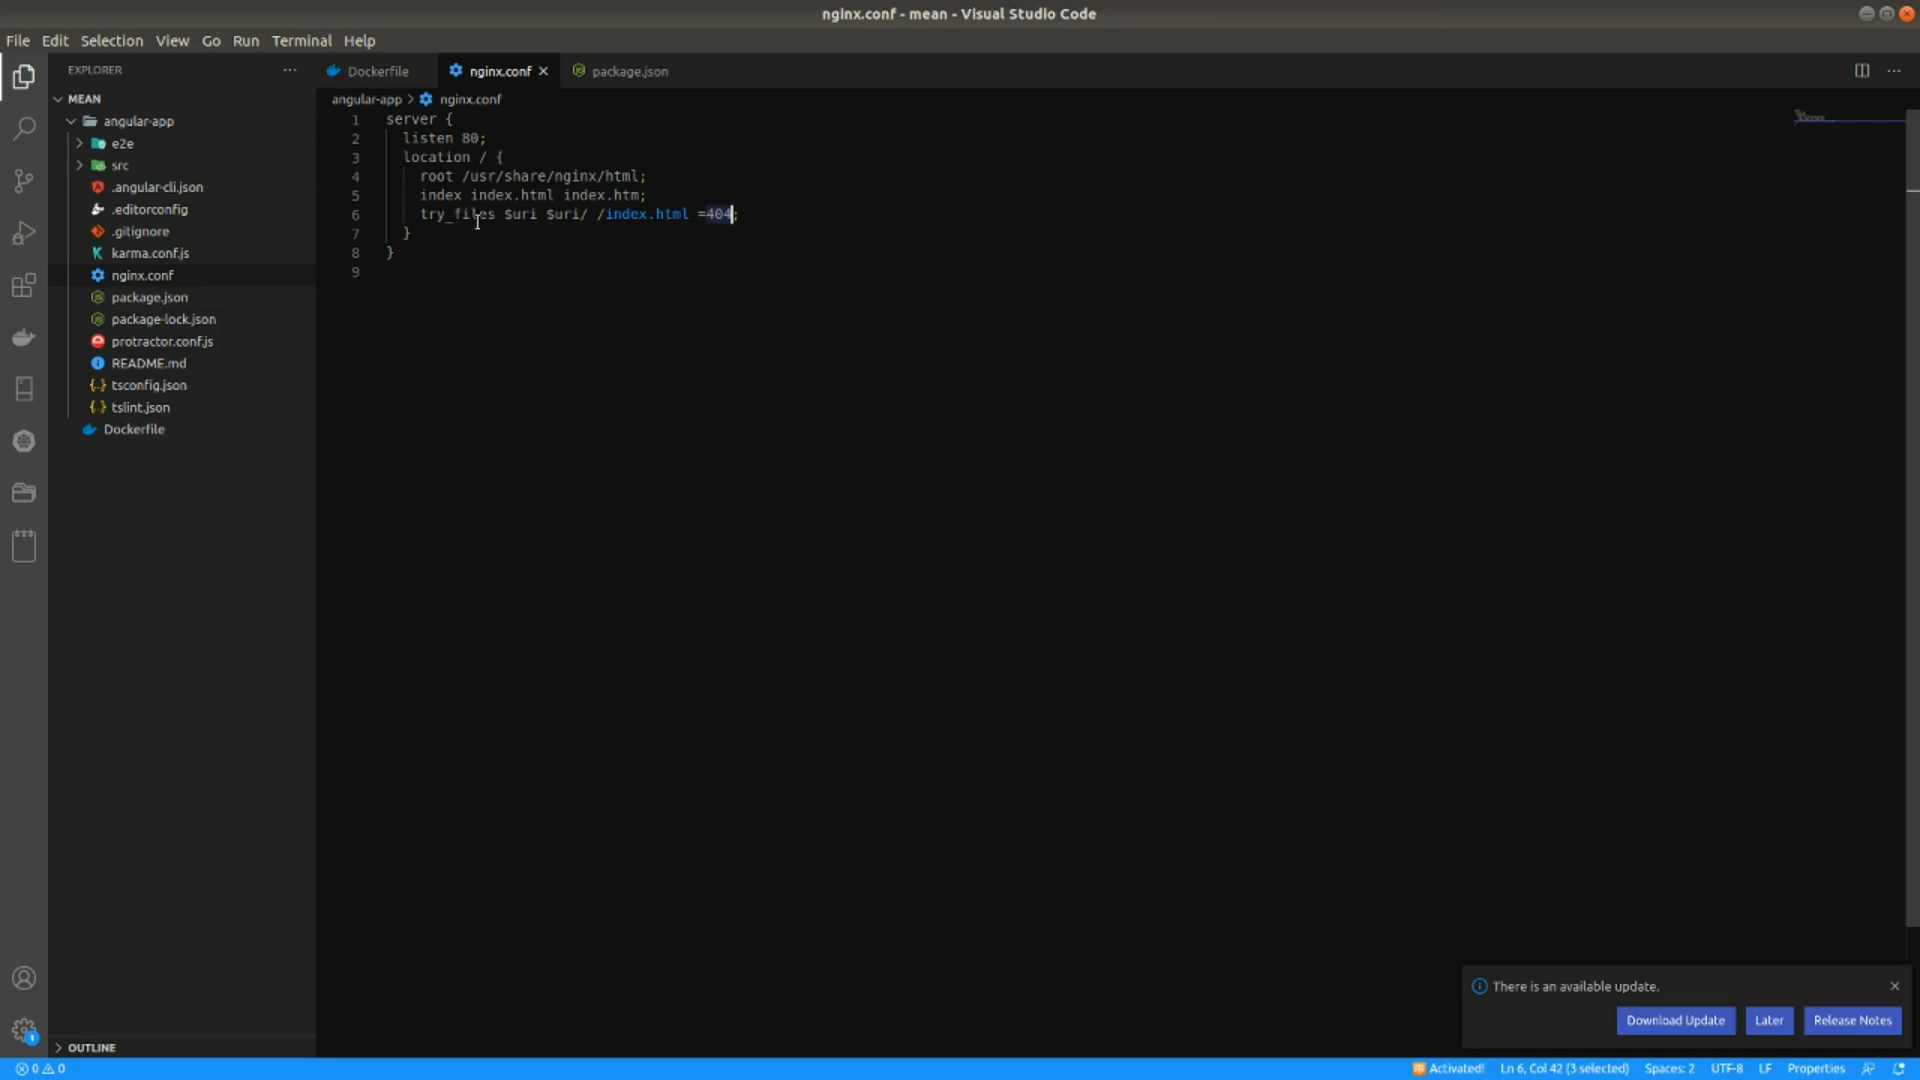 nginx.conf - mean - Visual Studio Code
File Edit Selection View Go Run Terminal Help
EXPLORER
MEAN
angular-app
e2e
src
.angular-cli.json
.editorconfig
.gitignore
karma.conf.js
nginx.conf
package.json
package-lock.json
protractor.conf.js
README.md
tsconfig.json
tslint.json
Dockerfile
OUTLINE
Dockerfile nginx.conf package.json
angular-app > nginx.conf
1 server {
2 listen 80;
3 location / {
4 root /usr/share/nginx/html;
5 index index.html index.htm;
6 try_files $uri $uri/ /index.html =404;
7 }
8 }
9
There is an available update.
Download Update Later Release Notes
1
0 0 Activated! Ln 6, Col 42 (3 selected) Spaces: 2 UTF-8 LF Properties